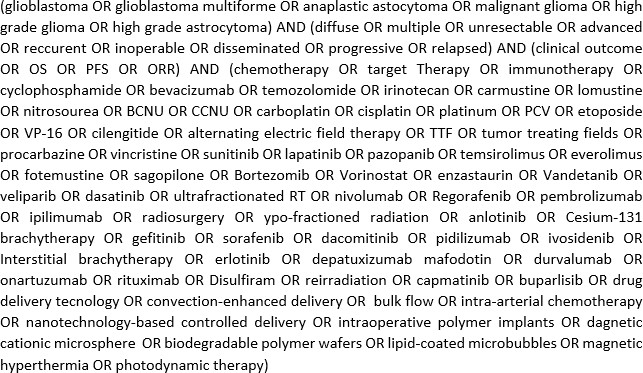 (glioblastoma OR glioblastoma multiforme OR anaplastic astocytoma OR malignant glioma OR high
grade glioma OR high grade astrocytoma) AND (diffuse OR multiple OR unresectable OR advanced
OR reccurent OR inoperable OR disseminated OR progressive OR relapsed) AND (clinical outcome
OR OS OR PFS OR ORR) AND (chemotherapy OR target Therapy OR immunotherapy OR
cyclophosphamide OR bevacizumab OR temozolomide OR irinotecan OR carmustine OR lomustine
OR nitrosourea OR BCNU OR CCNU OR carboplatin OR cisplatin OR platinum OR PCV OR etoposide
OR VP-16 OR cilengitide OR alternating electric field therapy OR TTF OR tumor treating fields OR
procarbazine OR vincristine OR sunitinib OR lapatinib OR pazopanib OR temsirolimus OR everolimus
OR fotemustine OR sagopilone OR Bortezomib OR Vorinostat OR enzastaurin OR Vandetanib OR
veliparib OR dasatinib OR ultrafractionated RT OR nivolumab OR Regorafenib OR pembrolizumab
OR ipilimumab OR radiosurgery OR ypo-fractioned radiation OR anlotinib OR Cesium-131
brachytherapy OR gefitinib OR sorafenib OR dacomitinib OR pidilizumab OR ivosidenib OR
Interstitial brachytherapy OR erlotinib OR depatuxizumab mafodotin OR durvalumab OR
onartuzumab OR rituximab OR Disulfiram OR reirradiation OR capmatinib OR buparlisib OR drug
delivery tecnology OR convection-enhanced delivery OR bulk flow OR intra-arterial chemotherapy
OR nanotechnology-based controlled delivery OR intraoperative polymer implants OR dagnetic
cationic microsphere OR biodegradable polymer wafers OR lipid-coated microbubbles OR magnetic
hyperthermia OR photodynamic therapy)